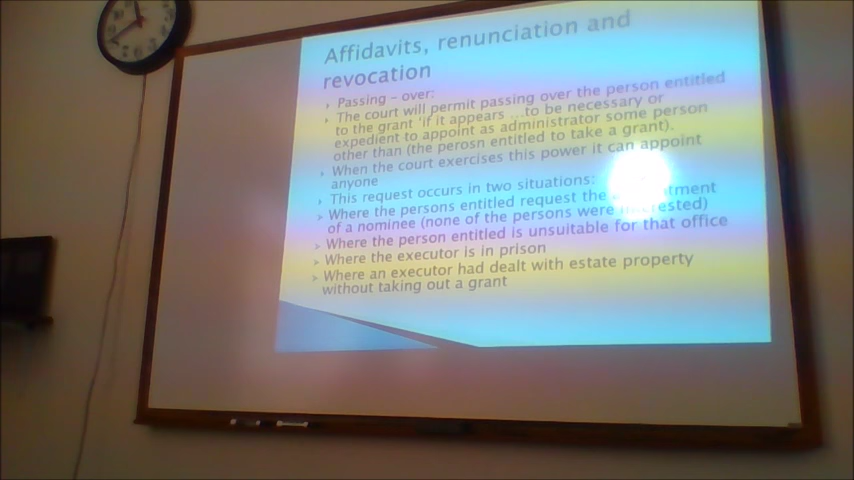 Affidavits, renunciation and
revocation
Passing – over:
The court will permit passing over the person entitled
to the grant 'if it appears ...to be necessary or
expedient to appoint as administrator some person
other than (the perosn entitled to take a grant).
When the court exercises this power it can appoint
anyone
This request occurs in two situations:
Where the persons entitled request the
of a nominee (none of the persons were
Where the person entitled is unsuitable for that office
Where the executor is in prison
Where an executor had dealt with estate property
without taking out a grant